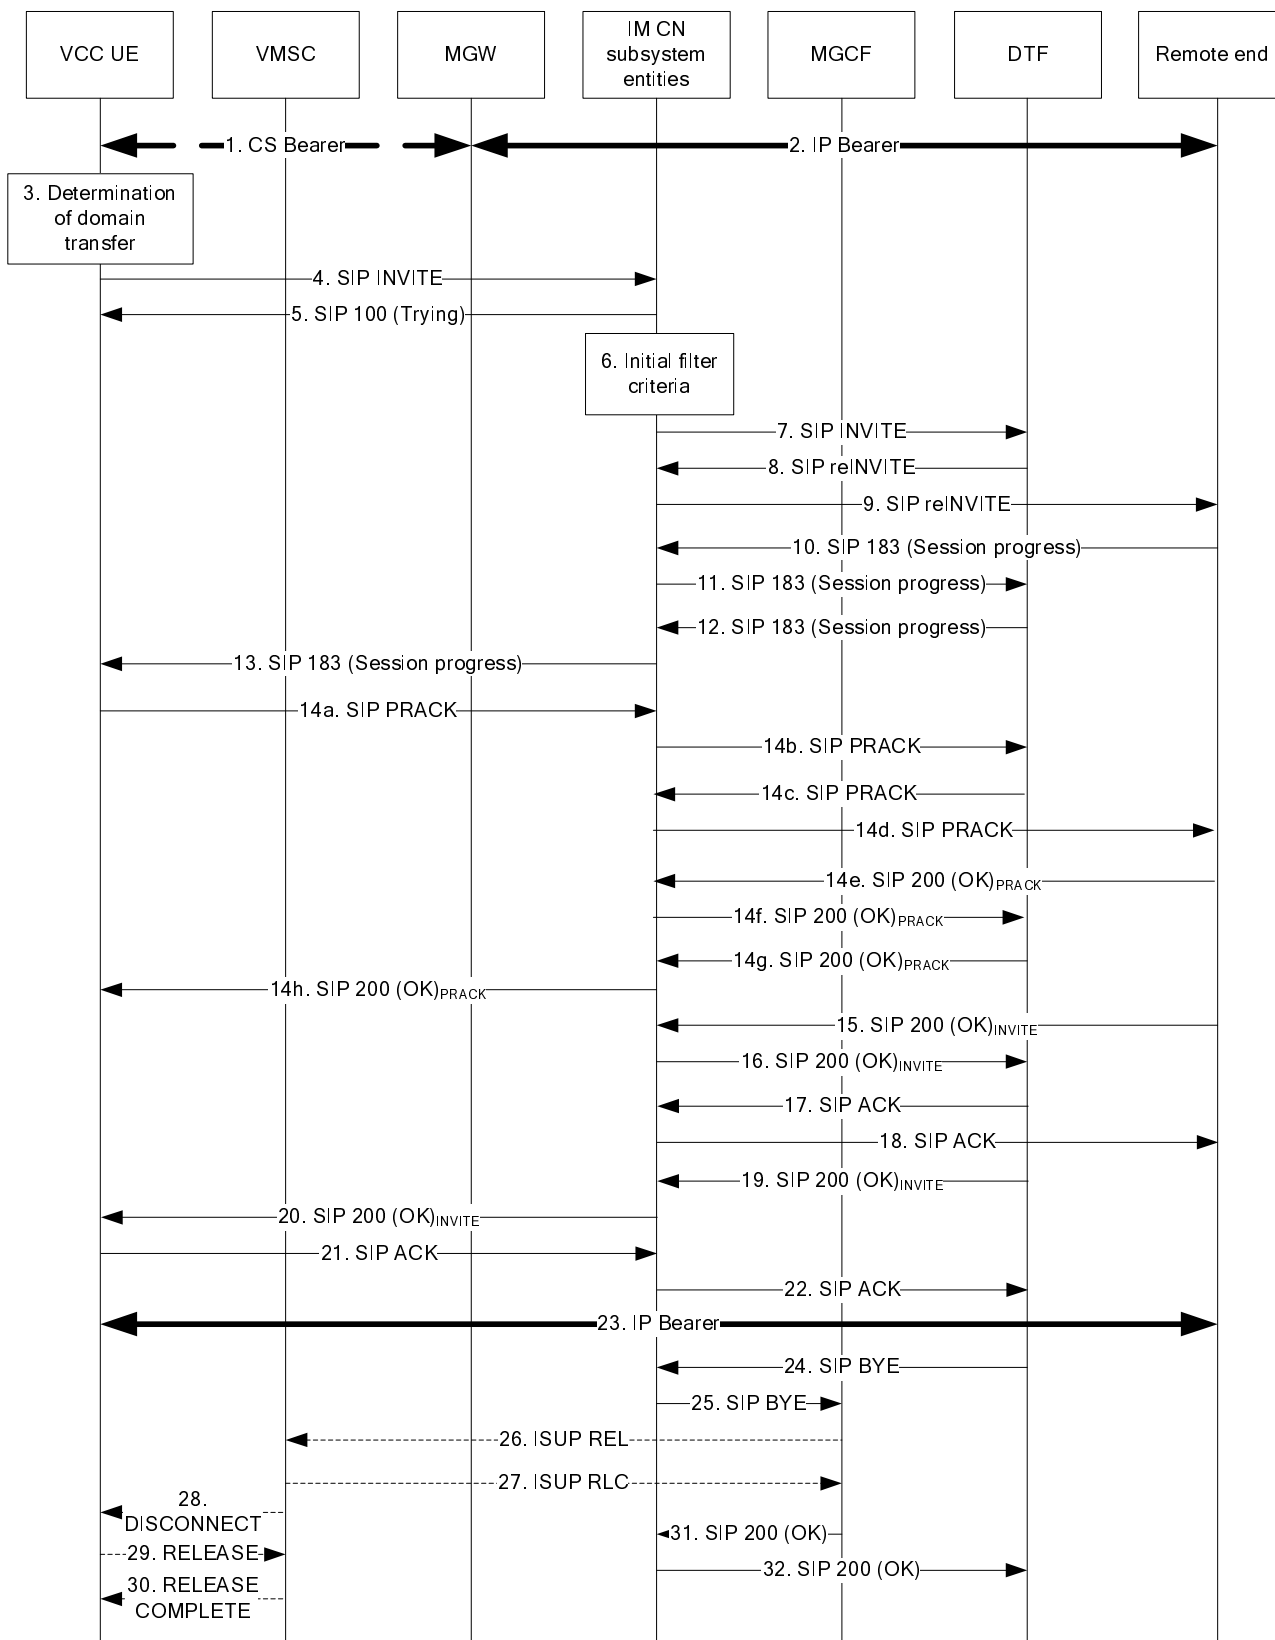 VCC UE
VMSC
MGW
IM CN
subsystem
entities
MGCF
DTF
Remote end
1. CS Bearer
2. IP Bearer
3. Determination
of domain
transfer
4. SIP INVITE
5. SIP 100 (Trying)
6. Initial filter
criteria
7. SIP INVITE
8. SIP reINVITE
9. SIP reINVITE
10. SIP 183 (Session progress)
11. SIP 183 (Session progress)
12. SIP 183 (Session progress)
13. SIP 183 (Session progress)
14a. SIP PRACK
14b. SIP PRACK
14c. SIP PRACK
14d. SIP PRACK
14e. SIP 200 (OK)PRACK
14f. SIP 200 (OK)PRACK
14g. SIP 200 (OK)PRACK
14h. SIP 200 (OK)PRACK
15. SIP 200 (OK)INVITE
16. SIP 200 (OK)INVITE
17. SIP ACK
18. SIP ACK
19. SIP 200 (OK)INVITE
20. SIP 200 (OK)INVITE
21. SIP ACK
22. SIP ACK
23. IP Bearer
24. SIP BYE
25. SIP BYE
26. ISUP REL
27. ISUP RLC
28.
DISCONNECT
31. SIP 200 (OK)
29. RELEASE
32. SIP 200 (OK)
30. RELEASE
COMPLETE